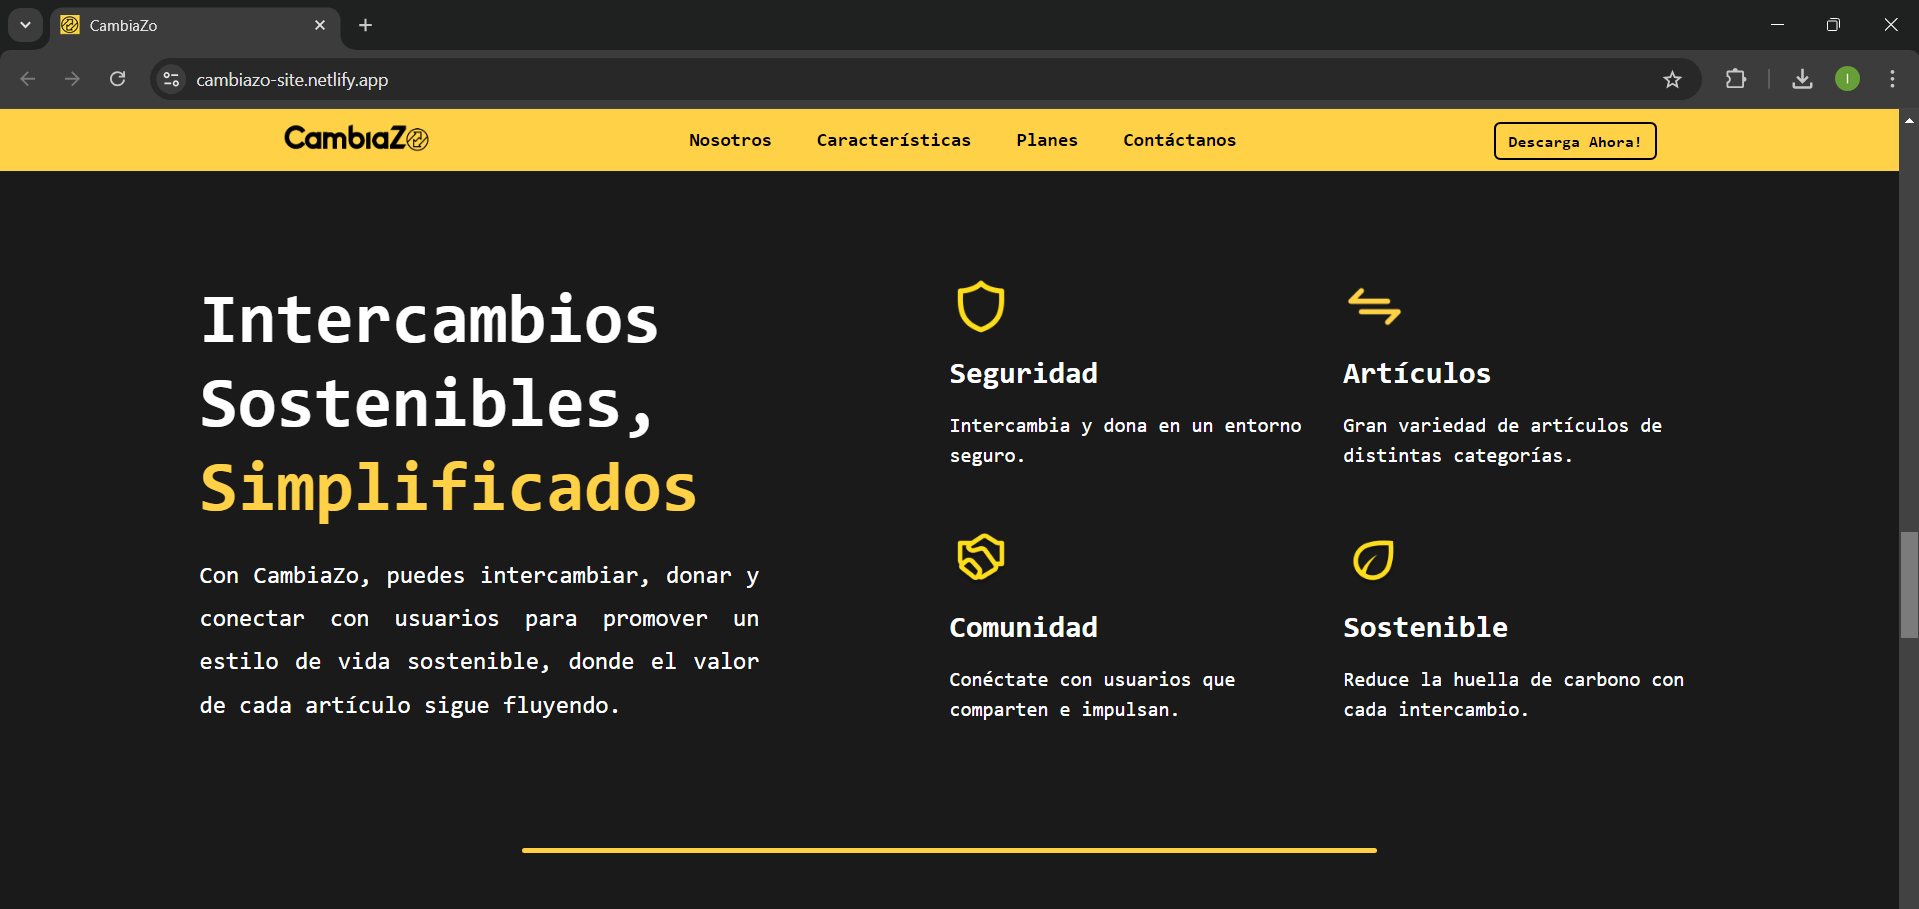 CambiaZo
cambiazo-site.netlify.app
I
CambiaZo
Nosotros
Características
Planes
Contáctanos
Descarga Ahora!
Intercambios
Sostenibles,
Simplificados
Con CambiaZo, puedes intercambiar, donar y
conectar con usuarios para promover un
estilo de vida sostenible, donde el valor
de cada artículo sigue fluyendo.
Seguridad
Intercambia y dona en un entorno
seguro.
Artículos
Gran variedad de artículos de
distintas categorías.
Comunidad
Conéctate con usuarios que
comparten e impulsan.
Sostenible
Reduce la huella de carbono con
cada intercambio.